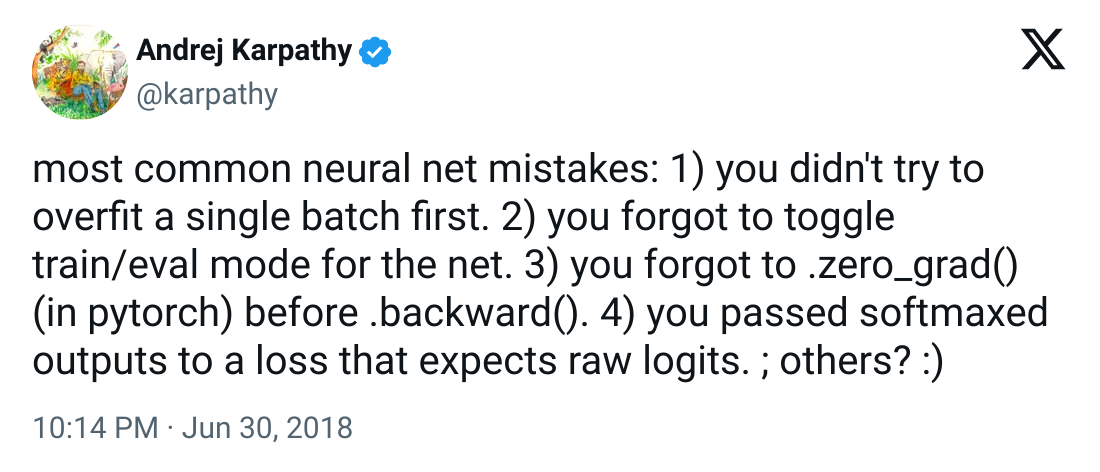 Andrej Karpathy
@karpathy
most common neural net mistakes: 1) you didn't try to
overfit a single batch first. 2) you forgot to toggle
train/eval mode for the net. 3) you forgot to .zero_grad()
(in pytorch) before .backward(). 4) you passed softmaxed
outputs to a loss that expects raw logits. ; others? :)
10:14 PM · Jun 30, 2018